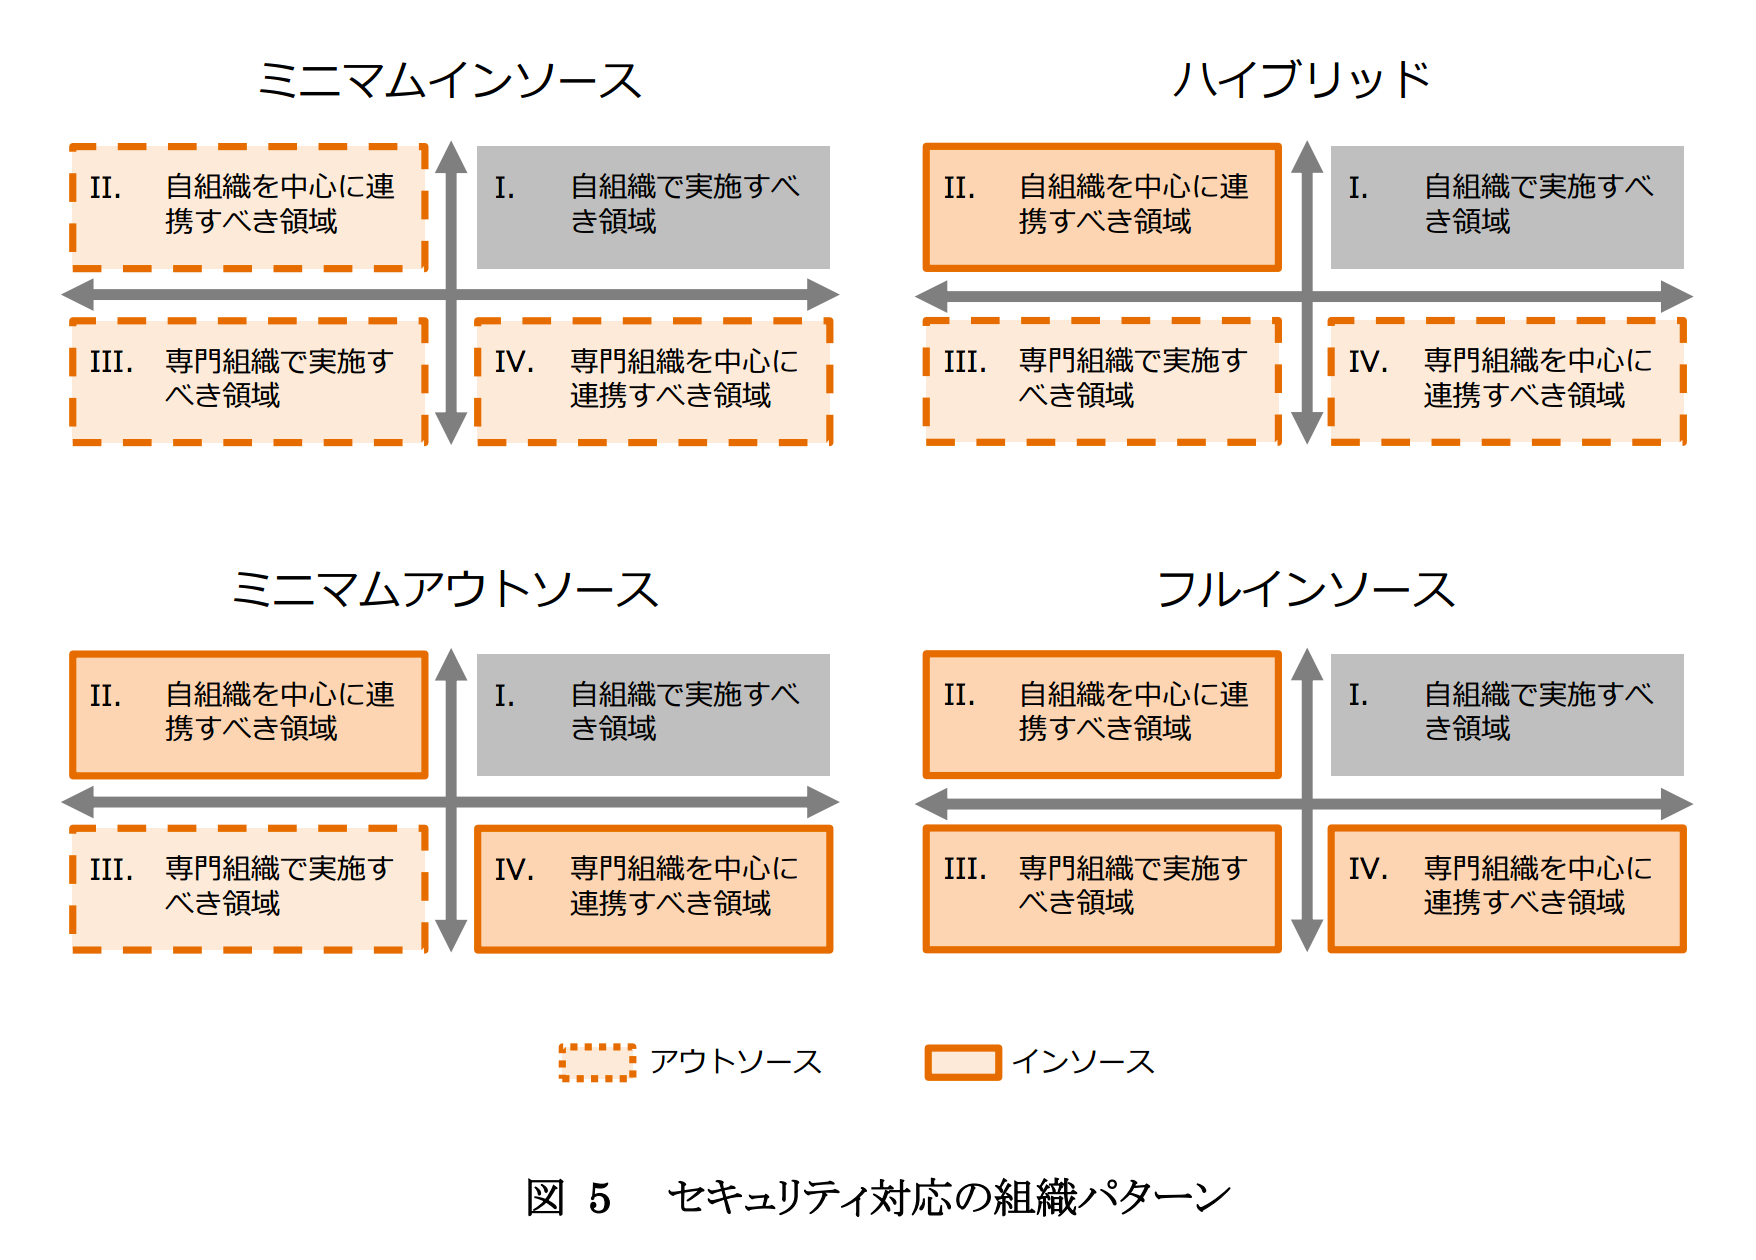 ミニマムインソース
II. 自組織を中心に連
携すべき領域
I. 自組織で実施すべ
き領域
III. 専門組織で実施す
べき領域
IV. 専門組織を中心に
連携すべき領域
ハイブリッド
II. 自組織を中心に連
携すべき領域
I. 自組織で実施すべ
き領域
III. 専門組織で実施す
べき領域
IV. 専門組織を中心に
連携すべき領域
ミニマムアウトソース
II. 自組織を中心に連
携すべき領域
I. 自組織で実施すべ
き領域
III. 専門組織で実施す
べき領域
IV. 専門組織を中心に
連携すべき領域
フルインソース
II. 自組織を中心に連
携すべき領域
I. 自組織で実施すべ
き領域
III. 専門組織で実施す
べき領域
IV. 専門組織を中心に
連携すべき領域
アウトソース
インソース
図 5 セキュリティ対応の組織パターン